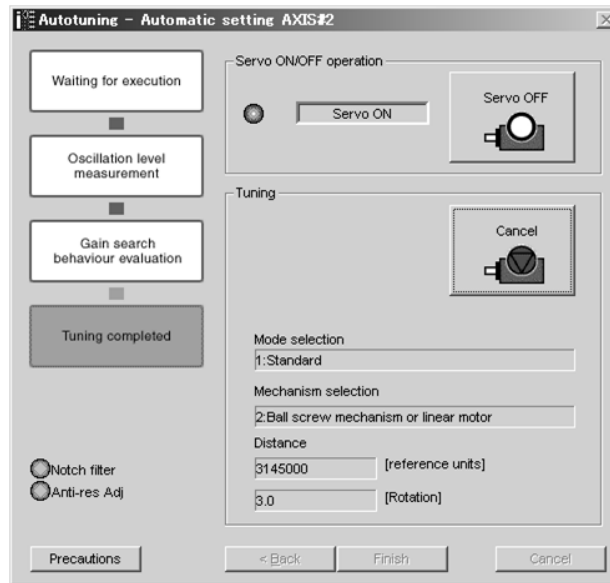 Autotuning - Automatic setting AXIS#2
Waiting for execution
Oscillation level
measurement
Gain search
behaviour evaluation
Tuning completed
Notch filter
Anti-res Adj
Precautions
Servo ON/OFF operation
Servo ON
Servo OFF
Tuning
Cancel
Mode selection
1:Standard
Mechanism selection
2:Ball screw mechanism or linear motor
Distance
3145000 [reference units]
3.0 [Rotation]
< Back
Finish
Cancel